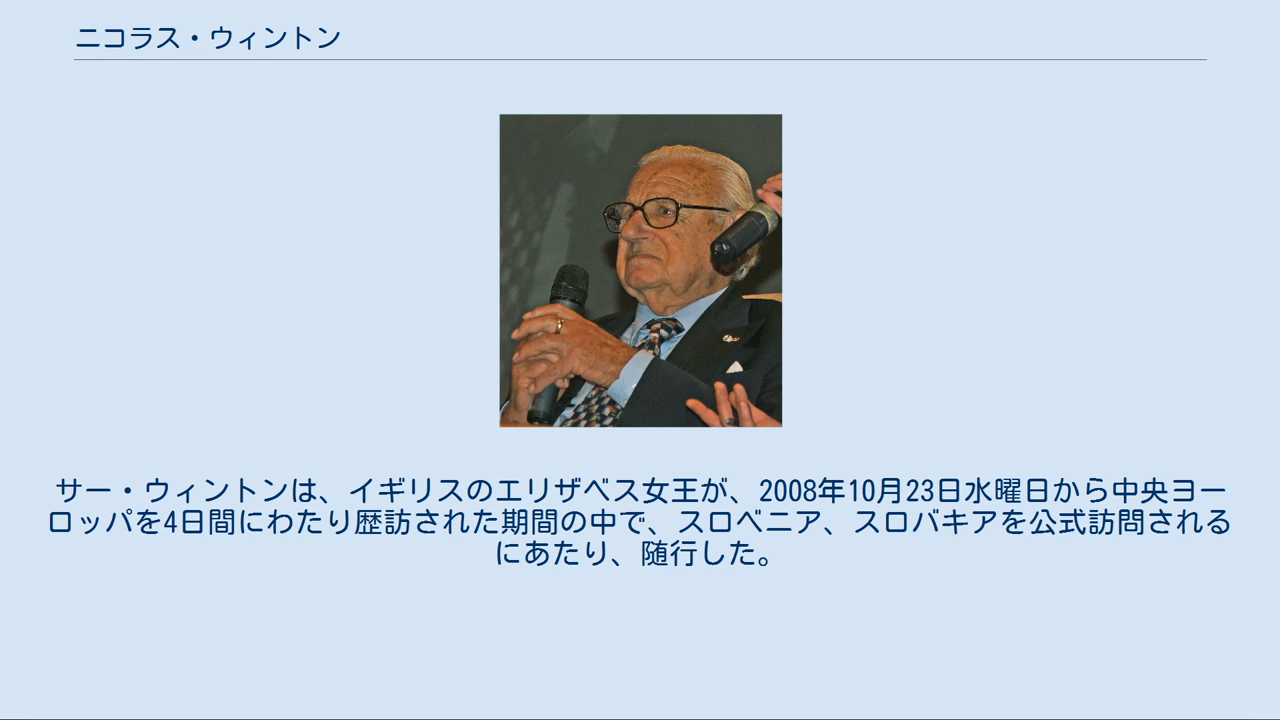 ニコラス・ウィントン
サー・ウィントンは、イギリスのエリザベス女王が、2008年10月23日水曜日から中央ヨー
ロッパを4日間にわたり歴訪された期間の中で、スロベニア、スロバキアを公式訪問される
にあたり、随行した。